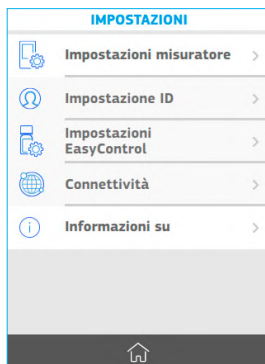 IMPOSTAZIONI
Impostazioni misuratore
Impostazione ID
Impostazioni
EasyControl
Connettività
Informazioni su